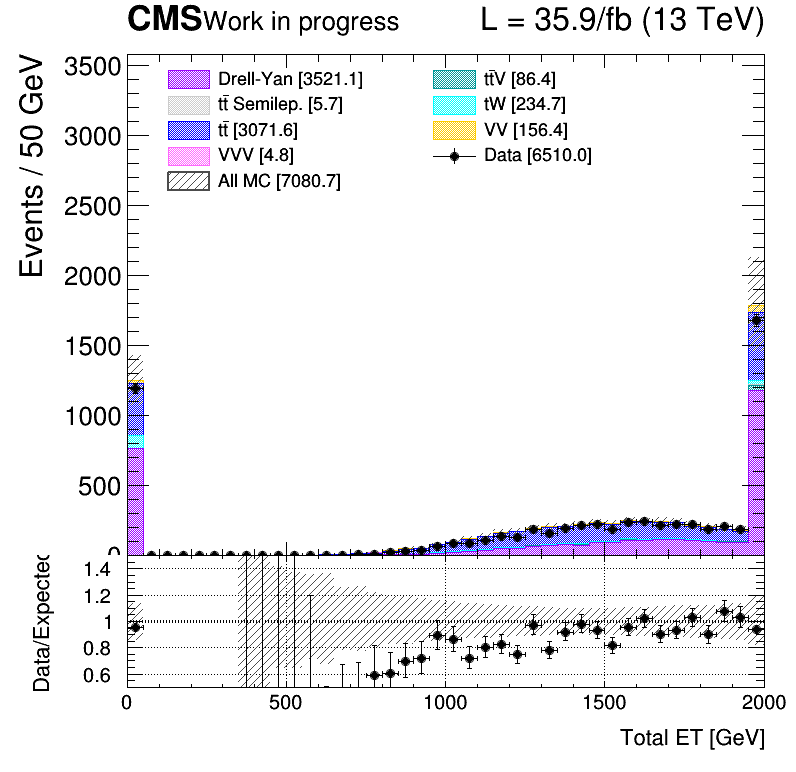 CMS Work in progress L = 35.9/fb (13 TeV)
Events / 50 GeV
3500
3000
2500
2000
1500
1000
500
0
Drell-Yan [3521.1]
tt̄ Semilep. [5.7]
tt̄ [3071.6]
VVV [4.8]
All MC [7080.7]
tt̄V [86.4]
tW [234.7]
VV [156.4]
Data [6510.0]
Data/Expected
1.4
1.2
1
0.8
0.6
0 500 1000 1500 2000
Total ET [GeV]